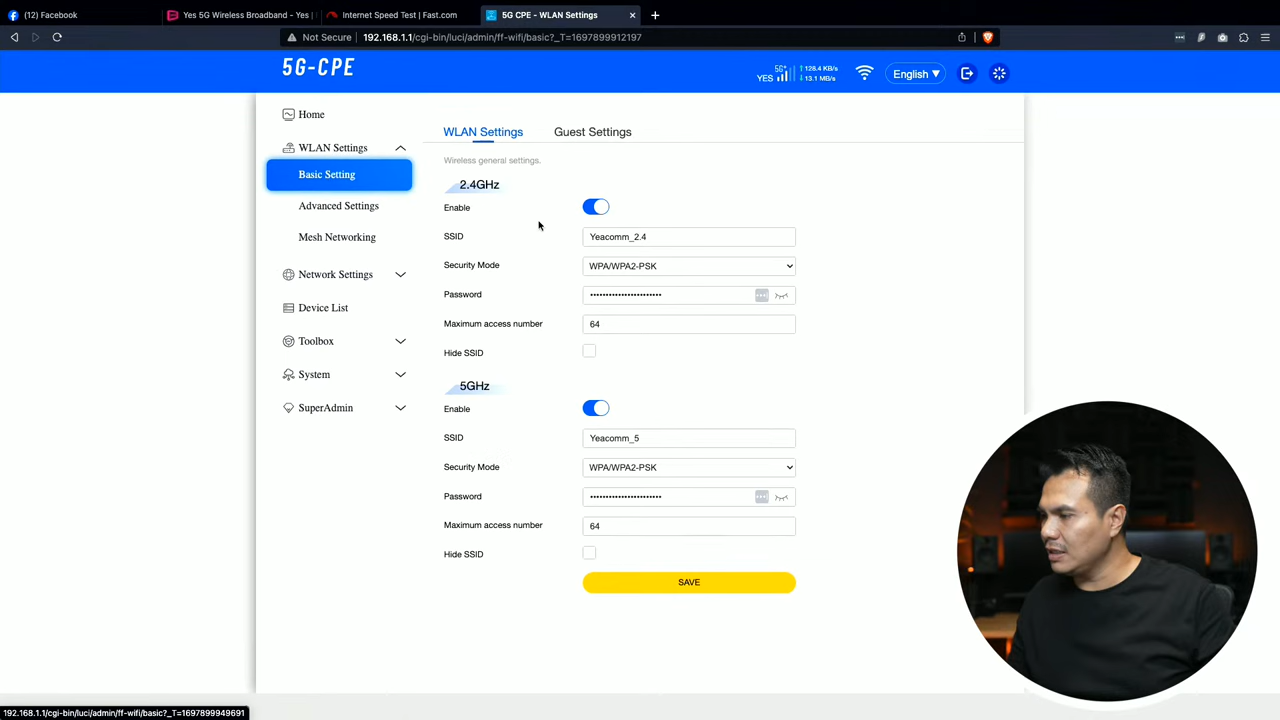 (12) Facebook
Yes 5G Wireless Broadband - Yes
Internet Speed Test | Fast.com
5G CPE - WLAN Settings
Not Secure 192.168.1.1/cgi-bin/luci/admin/ff-wifi/basic?_T=1697899912197
5G-CPE
YES 5G+ 128.4 KB/s
13.1 MB/s
English
Home
WLAN Settings
Basic Setting
Advanced Settings
Mesh Networking
Network Settings
Device List
Toolbox
System
SuperAdmin
WLAN Settings Guest Settings
Wireless general settings.
2.4GHz
Enable
SSID Yeacomm_2.4
Security Mode WPA/WPA2-PSK
Password •••••••••••••••••••••••
Maximum access number 64
Hide SSID
5GHz
Enable
SSID Yeacomm_5
Security Mode WPA/WPA2-PSK
Password •••••••••••••••••••••••
Maximum access number 64
Hide SSID
SAVE
192.168.1.1/cgi-bin/luci/admin/ff-wifi/basic?_T=1697899949691